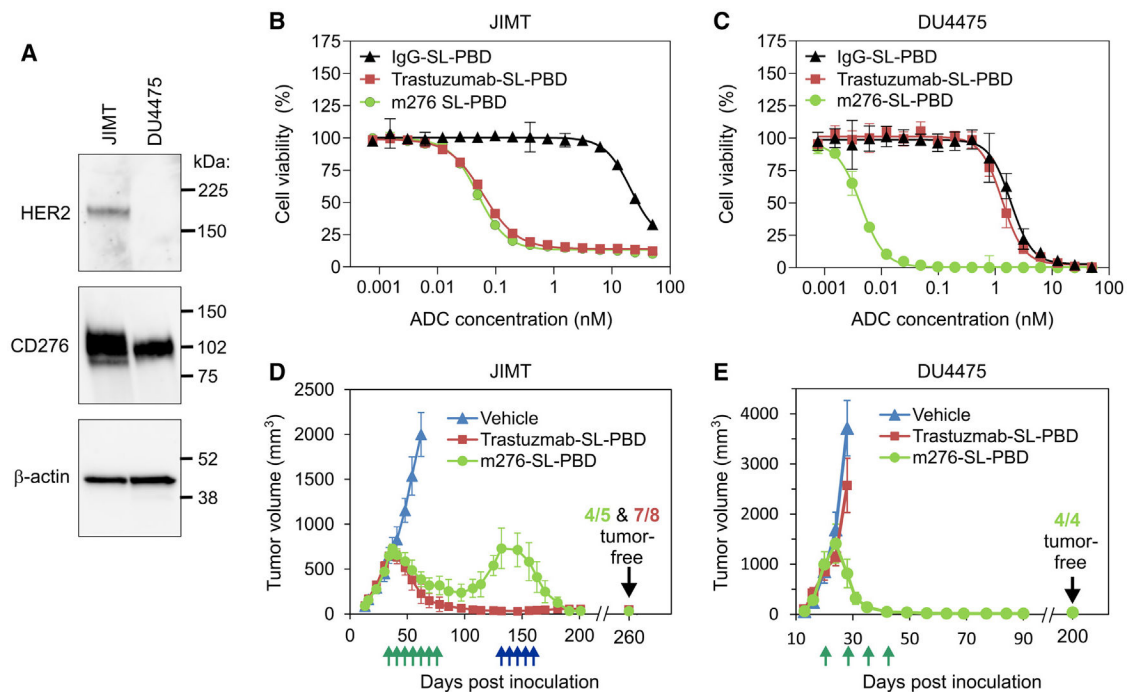 A
JIMT
DU4475
kDa:
HER2
225
150
CD276
150
102
75
β-actin
52
38
B
JIMT
Cell viability (%)
175
150
125
100
75
50
25
0
IgG-SL-PBD
Trastuzumab-SL-PBD
m276 SL-PBD
0.001 0.01 0.1 1 10 100
ADC concentration (nM)
C
DU4475
Cell viability (%)
175
150
125
100
75
50
25
0
IgG-SL-PBD
Trastuzumab-SL-PBD
m276-SL-PBD
0.001 0.01 0.1 1 10 100
ADC concentration (nM)
D
JIMT
Tumor volume (mm³)
2500
2000
1500
1000
500
0
Vehicle
Trastuzmab-SL-PBD
m276-SL-PBD
4/5 & 7/8
tumor-
free
0 50 100 150 200 260
Days post inoculation
E
DU4475
Tumor volume (mm³)
4000
3000
2000
1000
0
Vehicle
Trastuzmab-SL-PBD
m276-SL-PBD
4/4
tumor-
free
10 30 50 70 90 200
Days post inoculation